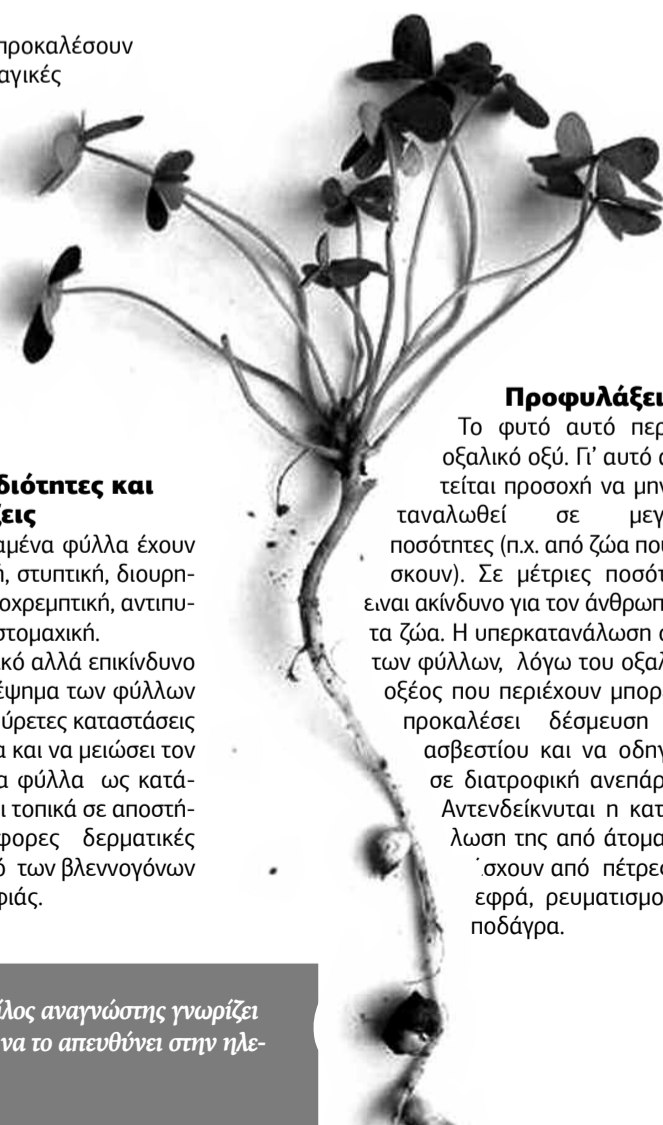 προκαλέσουν
αγικές
διότητες και
ξεις
αμένα φύλλα έχουν
ή, στυπτική, διουρη-
οχρεμπτική, αντιπυ-
στομαχική.
ικό αλλά επικίνδυνο
έψημα των φύλλων
ύρετες καταστάσεις
α και να μειώσει τον
α φύλλα ως κατά-
ι τοπικά σε αποστή-
φορες δερματικές
ό των βλεννογόνων
φιάς.
Προφυλάξει
Το φυτό αυτό περ
οξαλικό οξύ. Γι’ αυτό α
τείται προσοχή να μην
ταναλωθεί σε μεγ
ποσότητες (π.χ. από ζώα που
σκουν). Σε μέτριες ποσότ
είναι ακίνδυνο για τον άνθρωπ
τα ζώα. Η υπερκατανάλωση α
των φύλλων, λόγω του οξαλ
οξέος που περιέχουν μπορ
προκαλέσει δέσμευση
ασβεστίου και να οδηγ
σε διατροφική ανεπάρ
Αντενδείκνυται η κατ
λωση της από άτομα
σχουν από πέτρες
εφρά, ρευματισμο
ποδάγρα.
ίλος αναγνώστης γνωρίζει
να το απευθύνει στην ηλε-